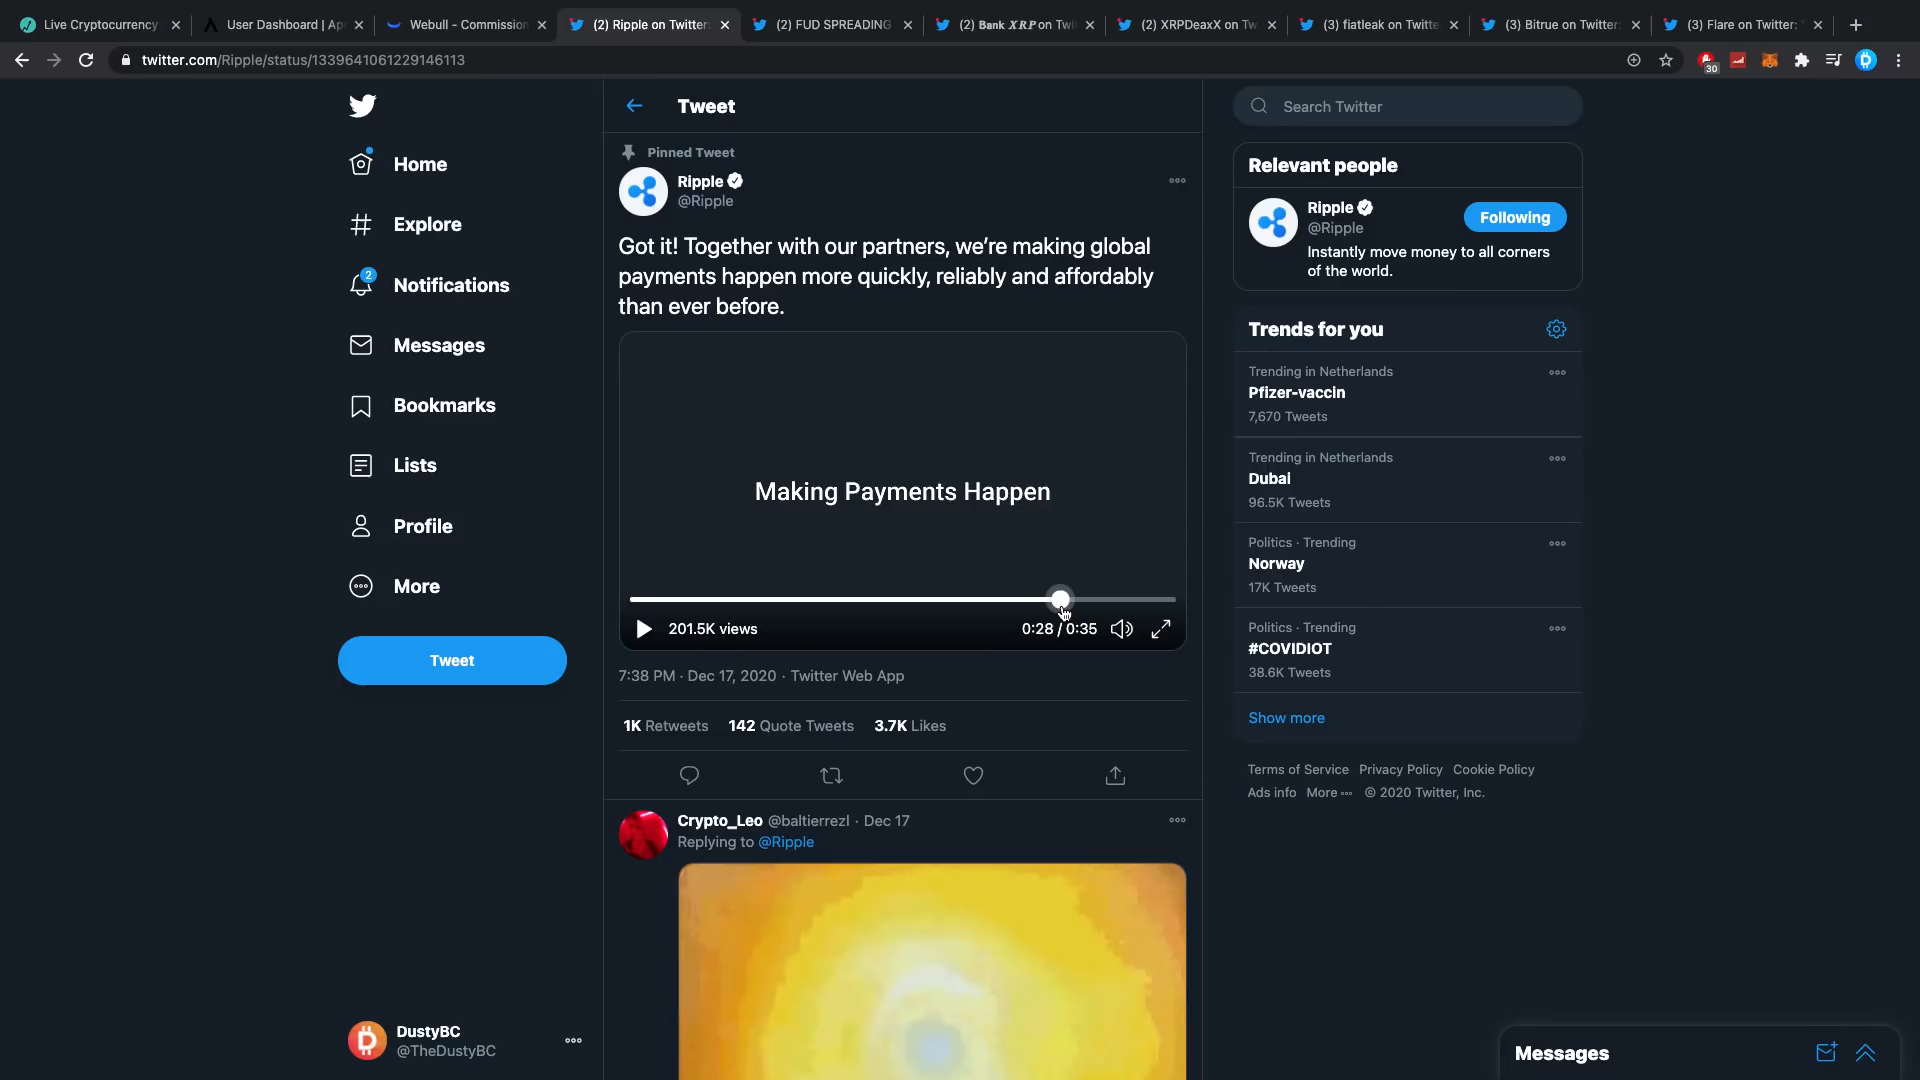 Live Cryptocurrency
User Dashboard | Ap
Webull - Commission
(2) Ripple on Twitter:
(2) FUD SPREADING
(2) Bank XRP on Twi
(2) XRPDeaxX on Tw
(3) fiatleak on Twitte
(3) Bitrue on Twitter:
(3) Flare on Twitter: "
twitter.com/Ripple/status/1339641061229146113
30
Home
Explore
2
Notifications
Messages
Bookmarks
Lists
Profile
More
Tweet
DustyBC
@TheDustyBC
Tweet
Pinned Tweet
Ripple
@Ripple
Got it! Together with our partners, we're making global
payments happen more quickly, reliably and affordably
than ever before.
Making Payments Happen
201.5K views
0:28 / 0:35
7:38 PM · Dec 17, 2020 · Twitter Web App
1K Retweets 142 Quote Tweets 3.7K Likes
Crypto_Leo @baltierrezl · Dec 17
Replying to @Ripple
Search Twitter
Relevant people
Ripple
@Ripple
Following
Instantly move money to all corners
of the world.
Trends for you
Trending in Netherlands
Pfizer-vaccin
7,670 Tweets
Trending in Netherlands
Dubai
96.5K Tweets
Politics · Trending
Norway
17K Tweets
Politics · Trending
#COVIDIOT
38.6K Tweets
Show more
Terms of Service Privacy Policy Cookie Policy
Ads info More © 2020 Twitter, Inc.
Messages